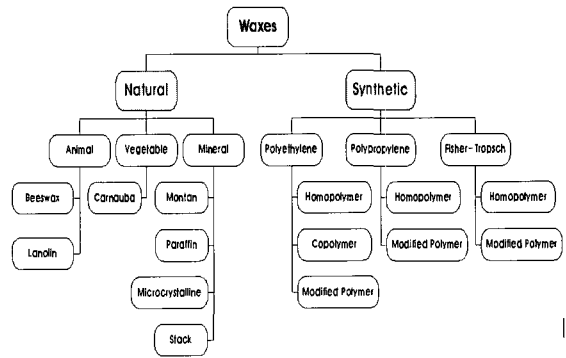 Waxes
Natural
Synthetic
Animal
Vegetable
Mineral
Polyethylene
Polypropylene
Fisher-Tropsch
Beeswax
Carnauba
Montan
Homopolymer
Homopolymer
Homopolymer
Lanolin
Paraffin
Copolymer
Modified Polymer
Modified Polymer
Microcrystalline
Modified Polymer
Slack